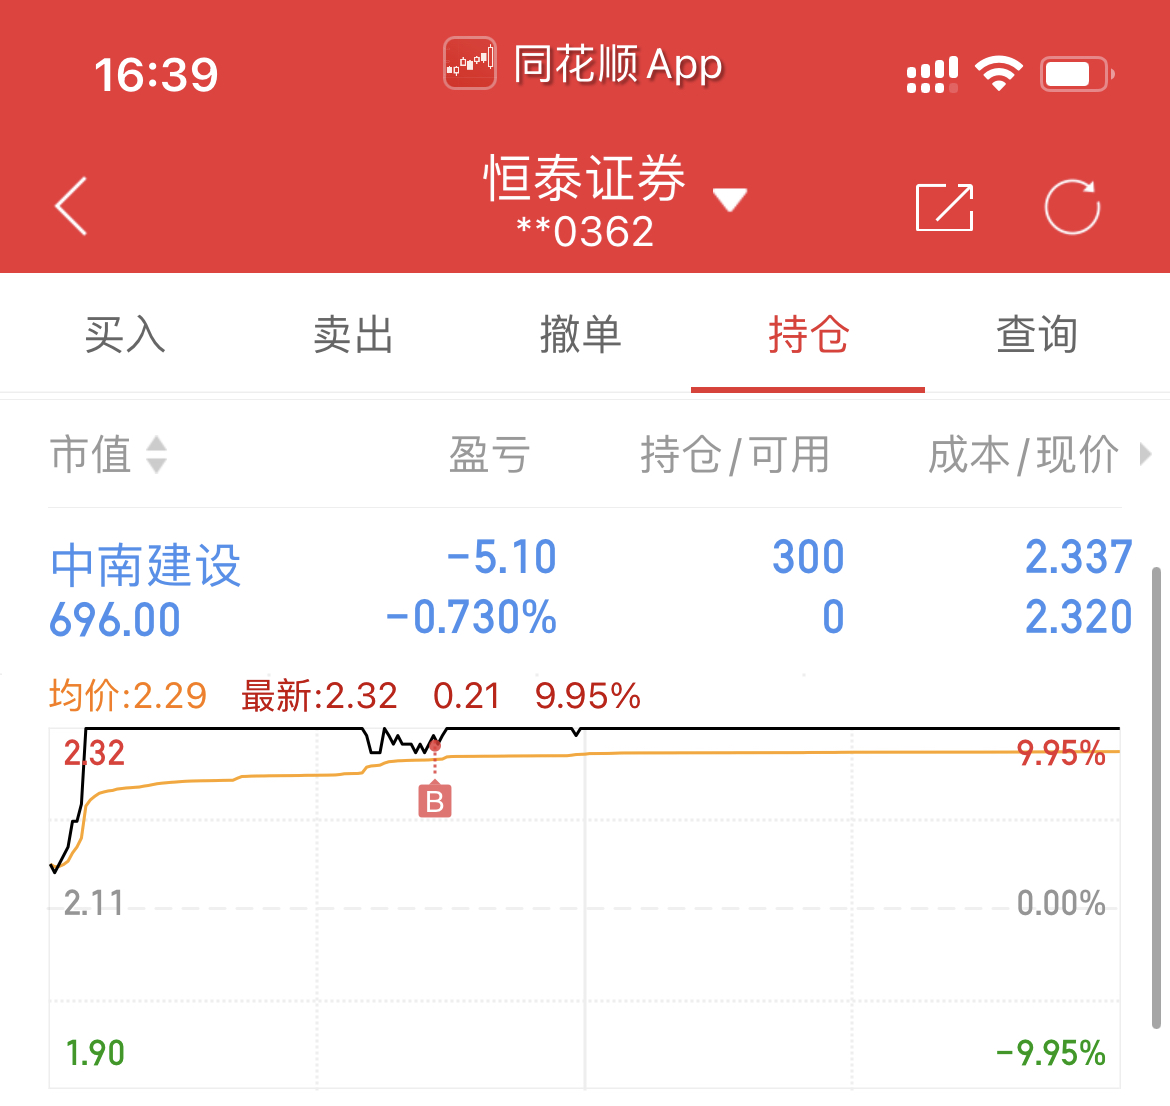 16:39
同花顺 App
恒泰证券
**0362
买入 卖出 撤单 持仓 查询
市值 盈亏 持仓/可用 成本/现价
中南建设 -5.10 300 2.337
696.00 -0.730% 0 2.320
均价:2.29 最新:2.32 0.21 9.95%
2.32 9.95%
B
2.11 0.00%
1.90 -9.95%